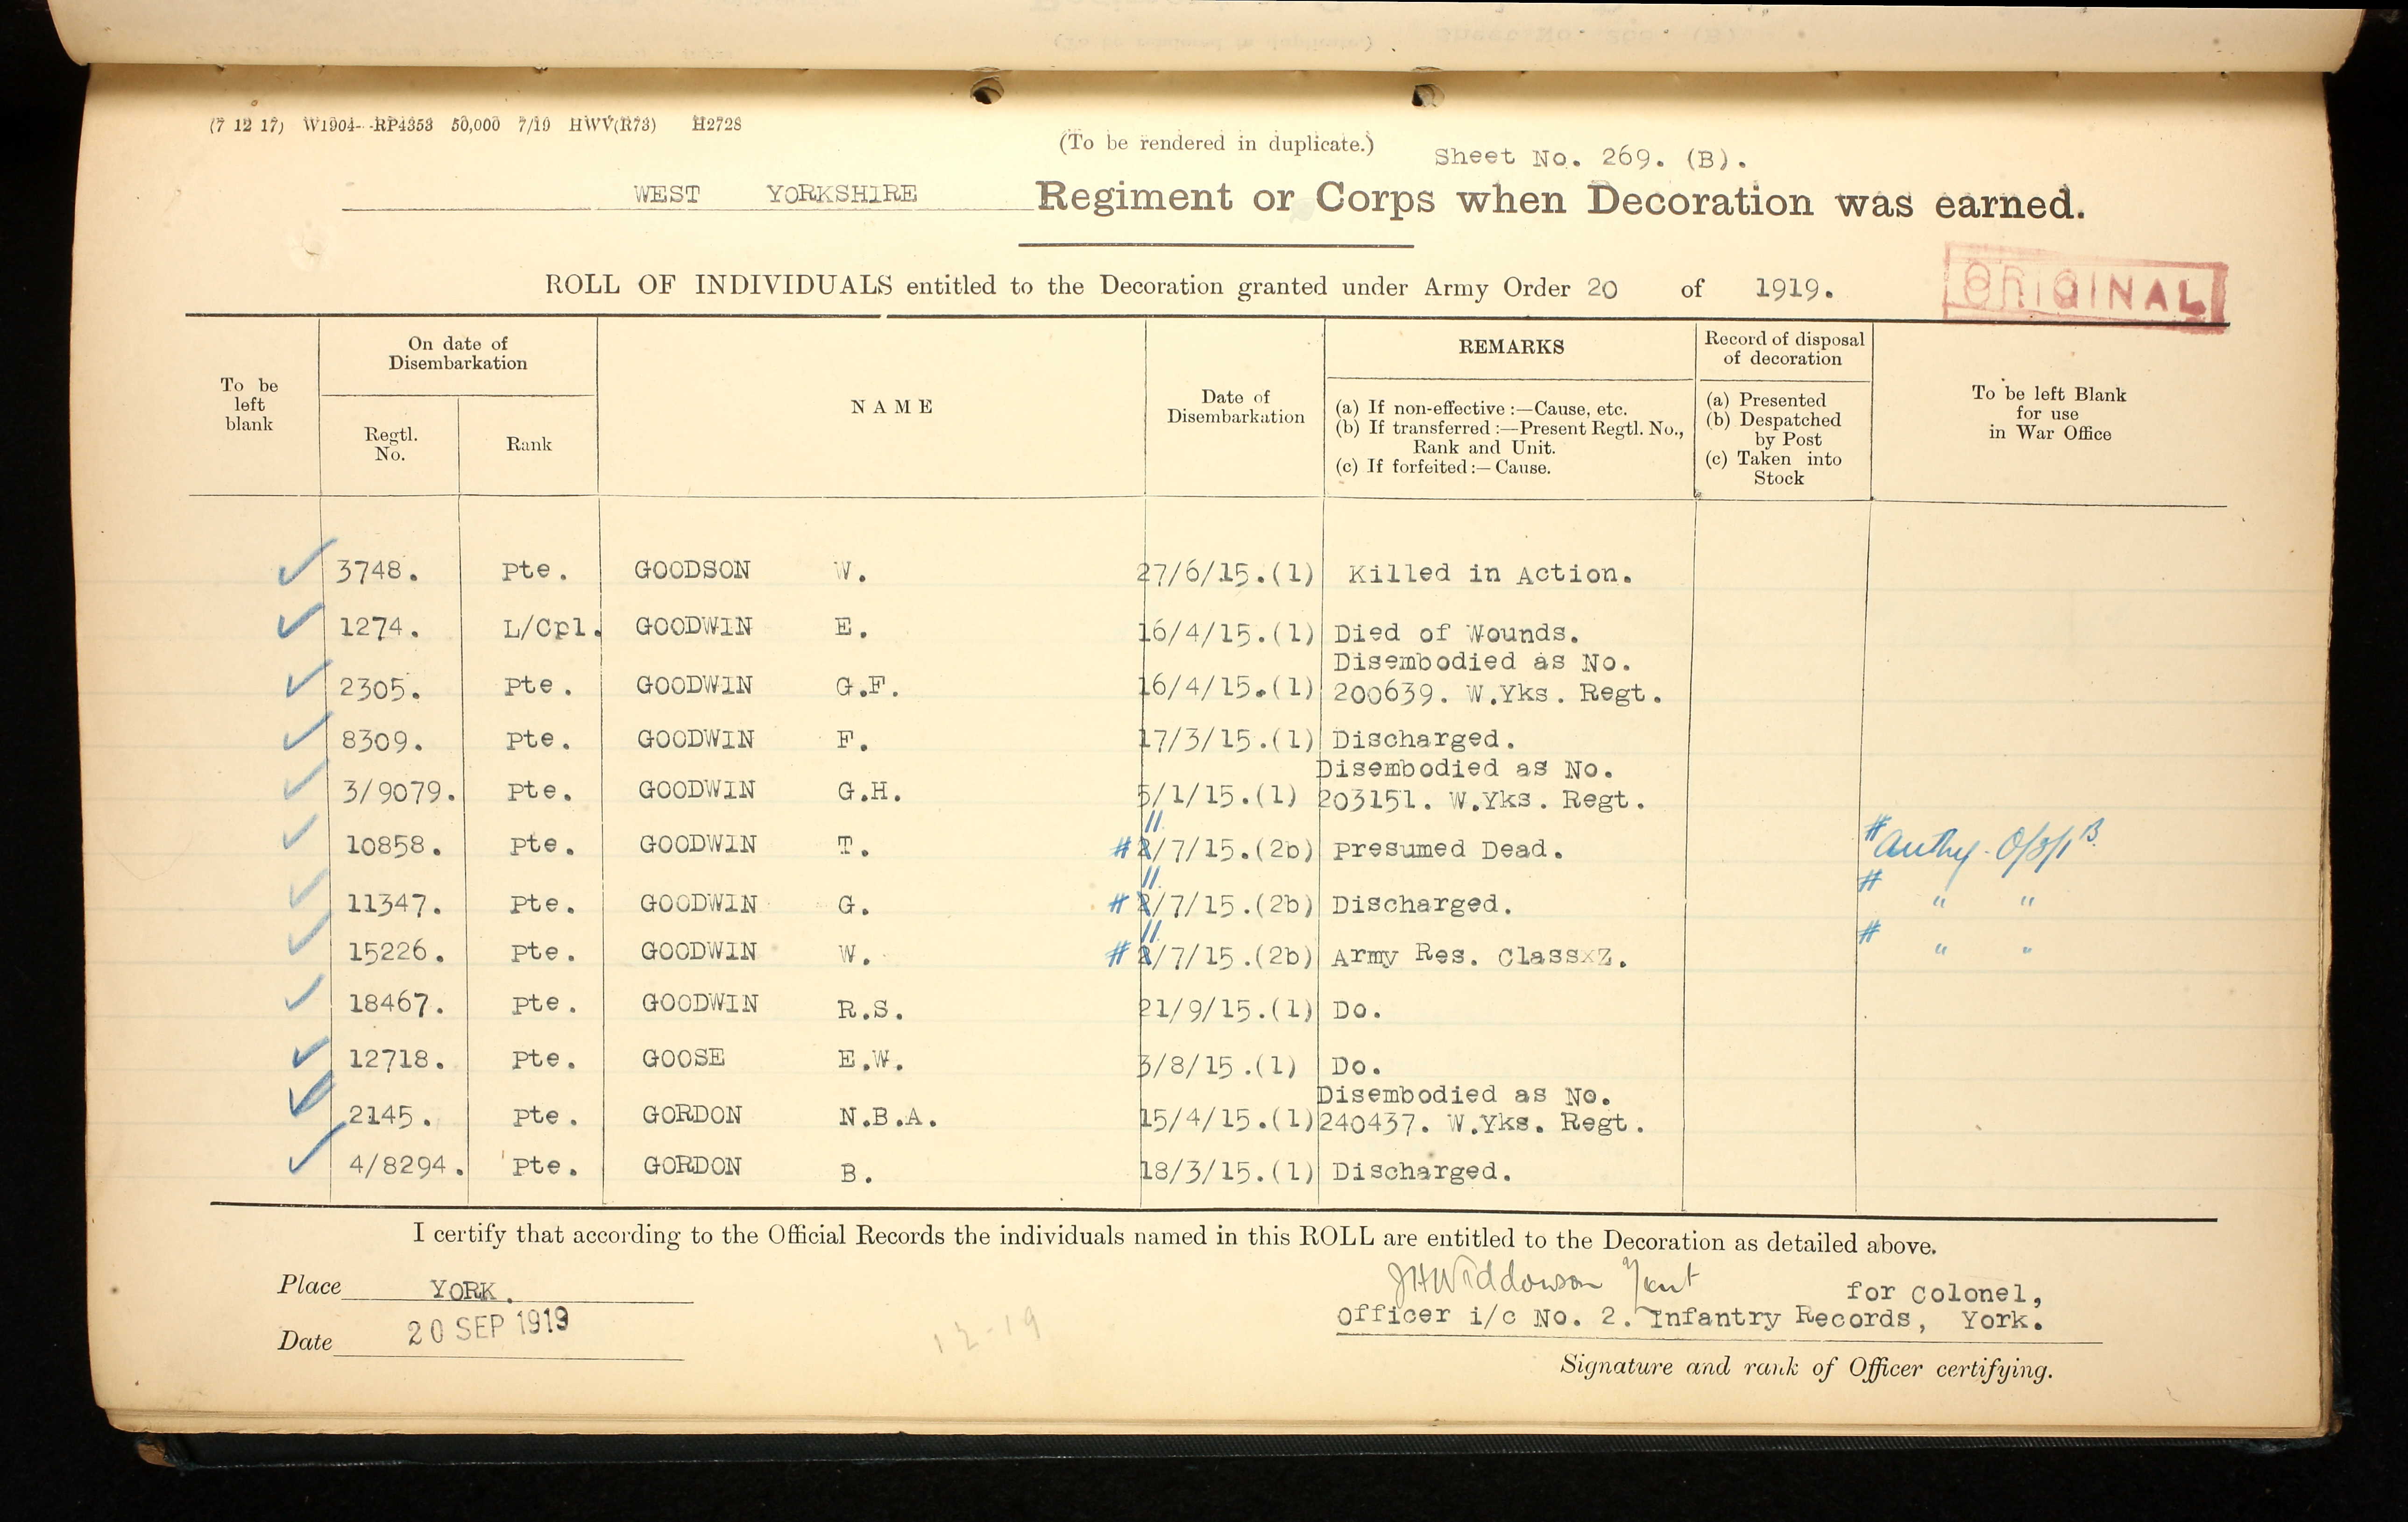 (7 12 17) W1904--RP4353 50,000 7/19 HWV(R73) H2728
(To be rendered in duplicate.)
Sheet No. 269. (B).
WEST YORKSHIRE Regiment or Corps when Decoration was earned.
ROLL OF INDIVIDUALS entitled to the Decoration granted under Army Order 20 of 1919.
ORIGINAL
To be left blank
On date of Disembarkation
Regtl. No.
Rank
NAME
Date of Disembarkation
REMARKS
(a) If non-effective :—Cause, etc.
(b) If transferred :—Present Regtl. No., Rank and Unit.
(c) If forfeited :— Cause.
Record of disposal of decoration
(a) Presented
(b) Despatched by Post
(c) Taken into Stock
To be left Blank for use in War Office
3748. Pte. GOODSON W. 27/6/15.(1) Killed in Action.
1274. L/Cpl. GOODWIN E. 16/4/15.(1) Died of Wounds.
2305. Pte. GOODWIN G.F. 16/4/15.(1) Disembodied as No. 200639. W.Yks. Regt.
8309. Pte. GOODWIN F. 17/3/15.(1) Discharged.
3/9079. Pte. GOODWIN G.H. 5/1/15.(1) Disembodied as No. 203151. W.Yks. Regt.
10858. Pte. GOODWIN T. # 11/7/15.(2b) Presumed Dead. # Authy - O/3/1B.
11347. Pte. GOODWIN G. # 11/7/15.(2b) Discharged. # " "
15226. Pte. GOODWIN W. # 11/7/15.(2b) Army Res. ClassxZ. # " "
18467. Pte. GOODWIN R.S. 21/9/15.(1) Do.
12718. Pte. GOOSE E.W. 3/8/15.(1) Do.
2145. Pte. GORDON N.B.A. 15/4/15.(1) Disembodied as No. 240437. W.Yks. Regt.
4/8294. Pte. GORDON B. 18/3/15.(1) Discharged.
I certify that according to the Official Records the individuals named in this ROLL are entitled to the Decoration as detailed above.
Place YORK.
Date 20 SEP 1919
12-19
JHWiddowson
for Colonel,
Officer i/c No. 2. Infantry Records, York.
Signature and rank of Officer certifying.